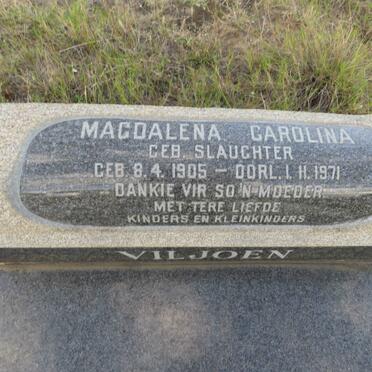 MAGDALENA CAROLINA
GEB. SLAUGHTER
GEB. 8.4.1905 — OORL. 1.11.1971
DANKIE VIR SO 'N MOEDER
MET TERE LIEFDE
KINDERS EN KLEINKINDERS
VILJOEN